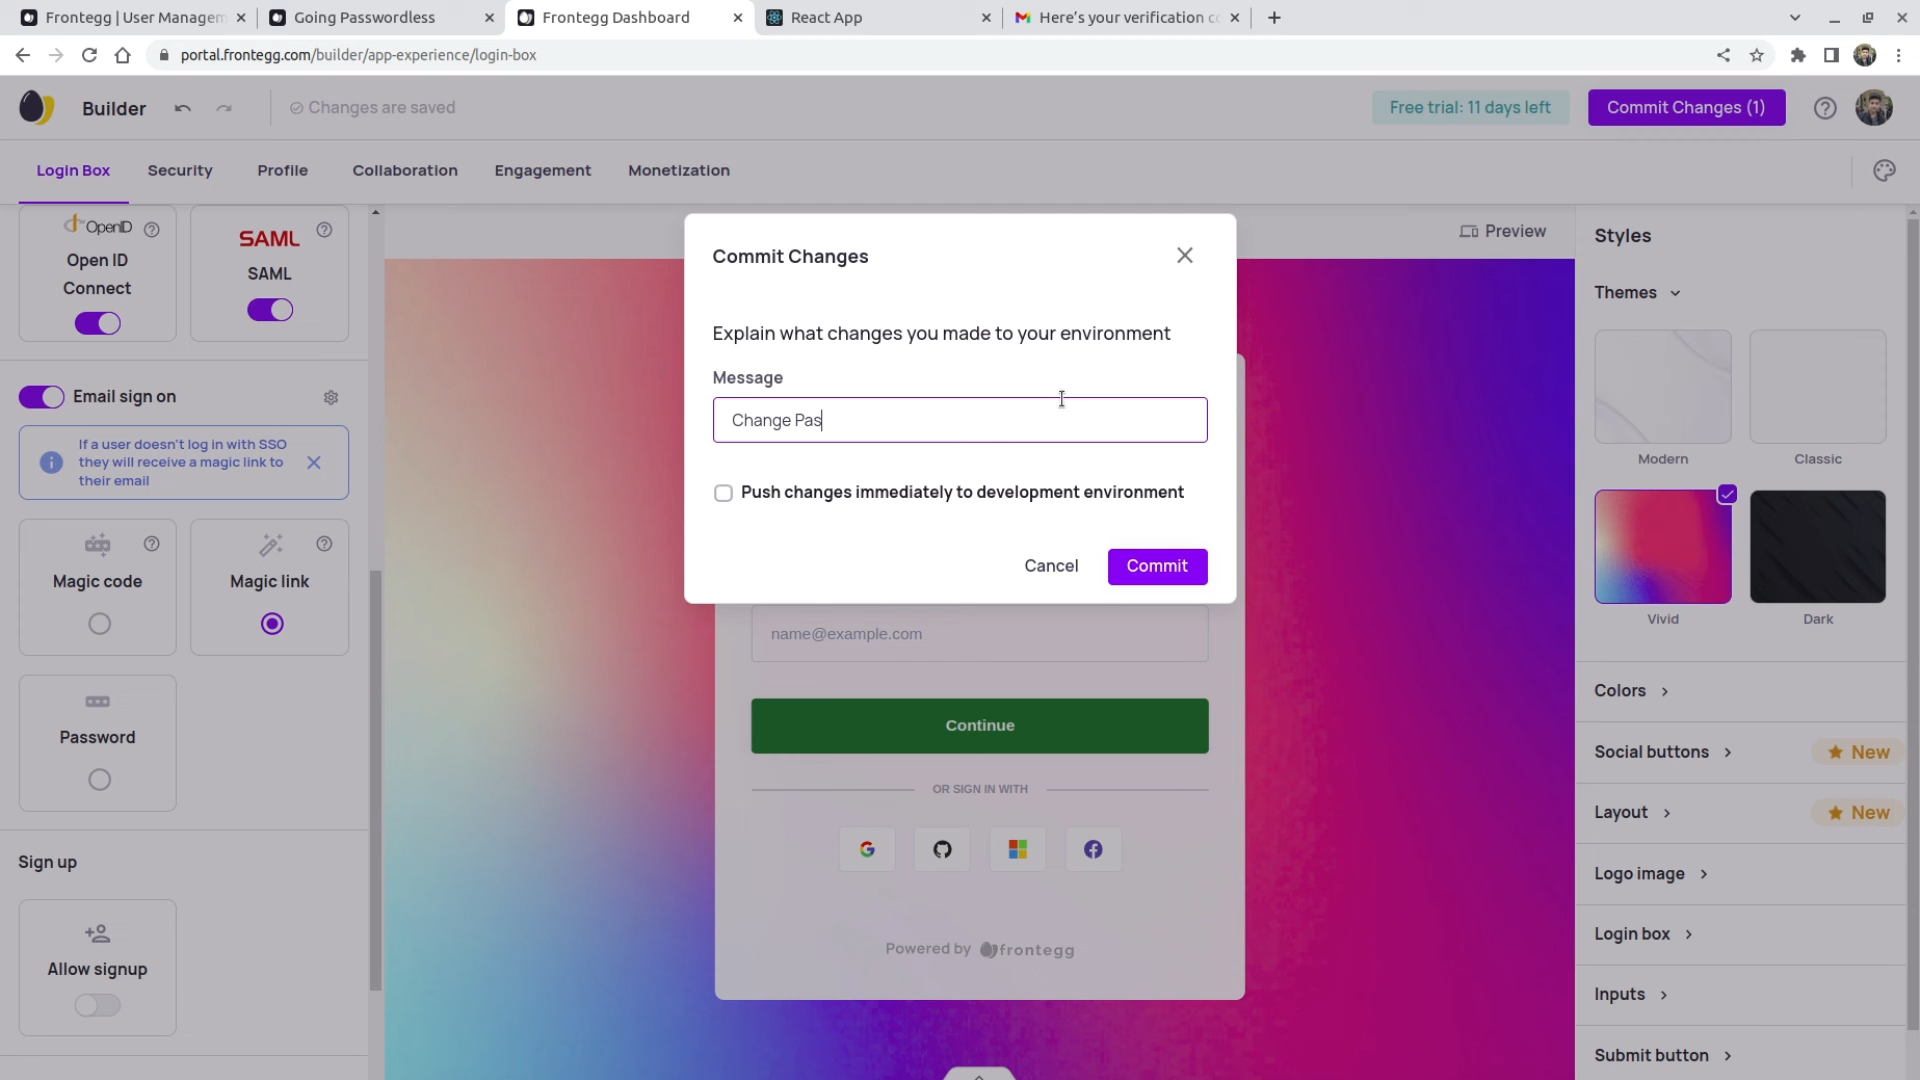 Frontegg | User Managem
Going Passwordless
Frontegg Dashboard
React App
Here's your verification co
portal.frontegg.com/builder/app-experience/login-box
Builder
Changes are saved
Free trial: 11 days left
Commit Changes (1)
Login Box
Security
Profile
Collaboration
Engagement
Monetization
OpenID
Open ID
Connect
SAML
SAML
Email sign on
If a user doesn't log in with SSO
they will receive a magic link to
their email
Magic code
Magic link
Password
Sign up
Allow signup
Preview
Commit Changes
Explain what changes you made to your environment
Message
Change Pas
Push changes immediately to development environment
Cancel
Commit
name@example.com
Continue
OR SIGN IN WITH
Powered by frontegg
Styles
Themes
Modern
Classic
Vivid
Dark
Colors
Social buttons
New
Layout
New
Logo image
Login box
Inputs
Submit button